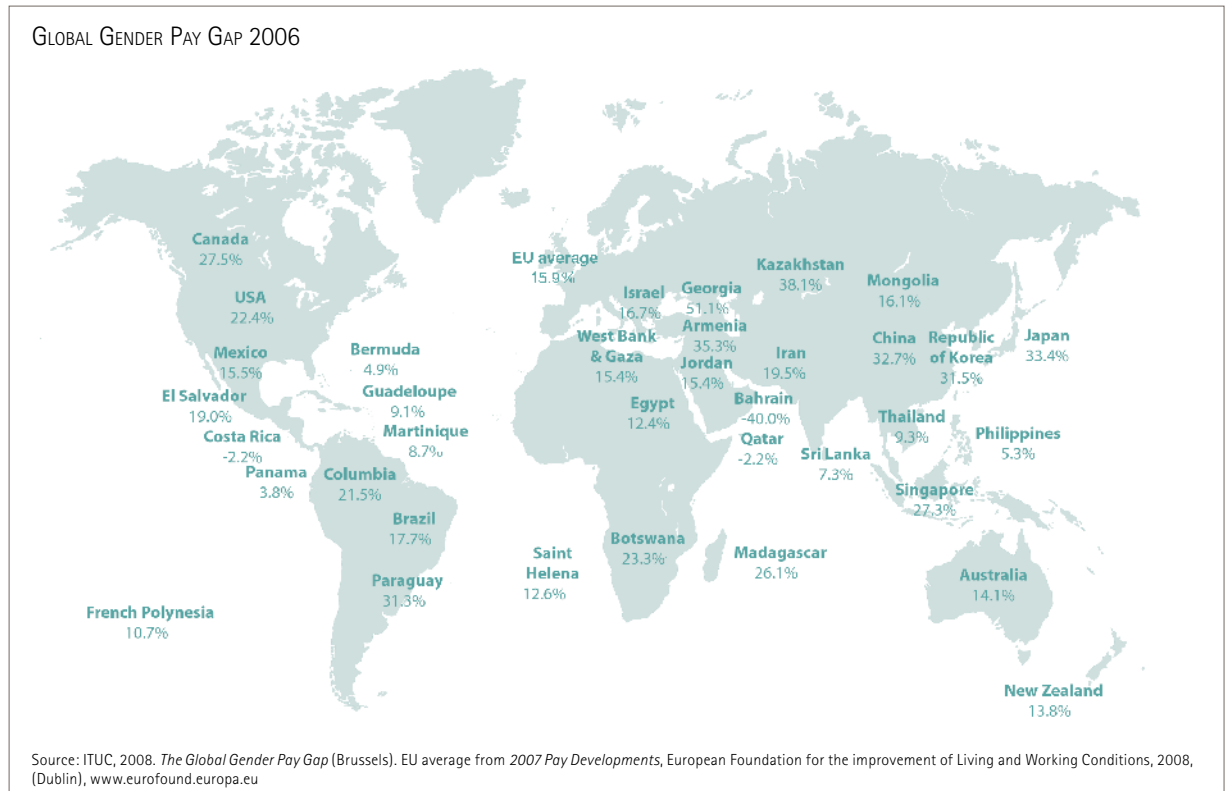 GLOBAL GENDER PAY GAP 2006
Canada
27.5%
USA
22.4%
Mexico
15.5%
El Salvador
19.0%
Costa Rica
-2.2%
Panama
3.8%
Bermuda
4.9%
Guadeloupe
9.1%
Martinique
8.7%
Columbia
21.5%
Brazil
17.7%
Paraguay
31.3%
French Polynesia
10.7%
EU average
15.9%
Israel
16.7%
Georgia
51.1%
Armenia
35.3%
West Bank
& Gaza
15.4%
Jordan
15.4%
Egypt
12.4%
Iran
19.5%
Bahrain
-40.0%
Qatar
-2.2%
Kazakhstan
38.1%
Mongolia
16.1%
China
32.7%
Republic
of Korea
31.5%
Japan
33.4%
Thailand
9.3%
Philippines
5.3%
Sri Lanka
7.3%
Singapore
27.3%
Saint
Helena
12.6%
Botswana
23.3%
Madagascar
26.1%
Australia
14.1%
New Zealand
13.8%
Source: ITUC, 2008. The Global Gender Pay Gap (Brussels). EU average from 2007 Pay Developments, European Foundation for the improvement of Living and Working Conditions, 2008,
(Dublin), www.eurofound.europa.eu